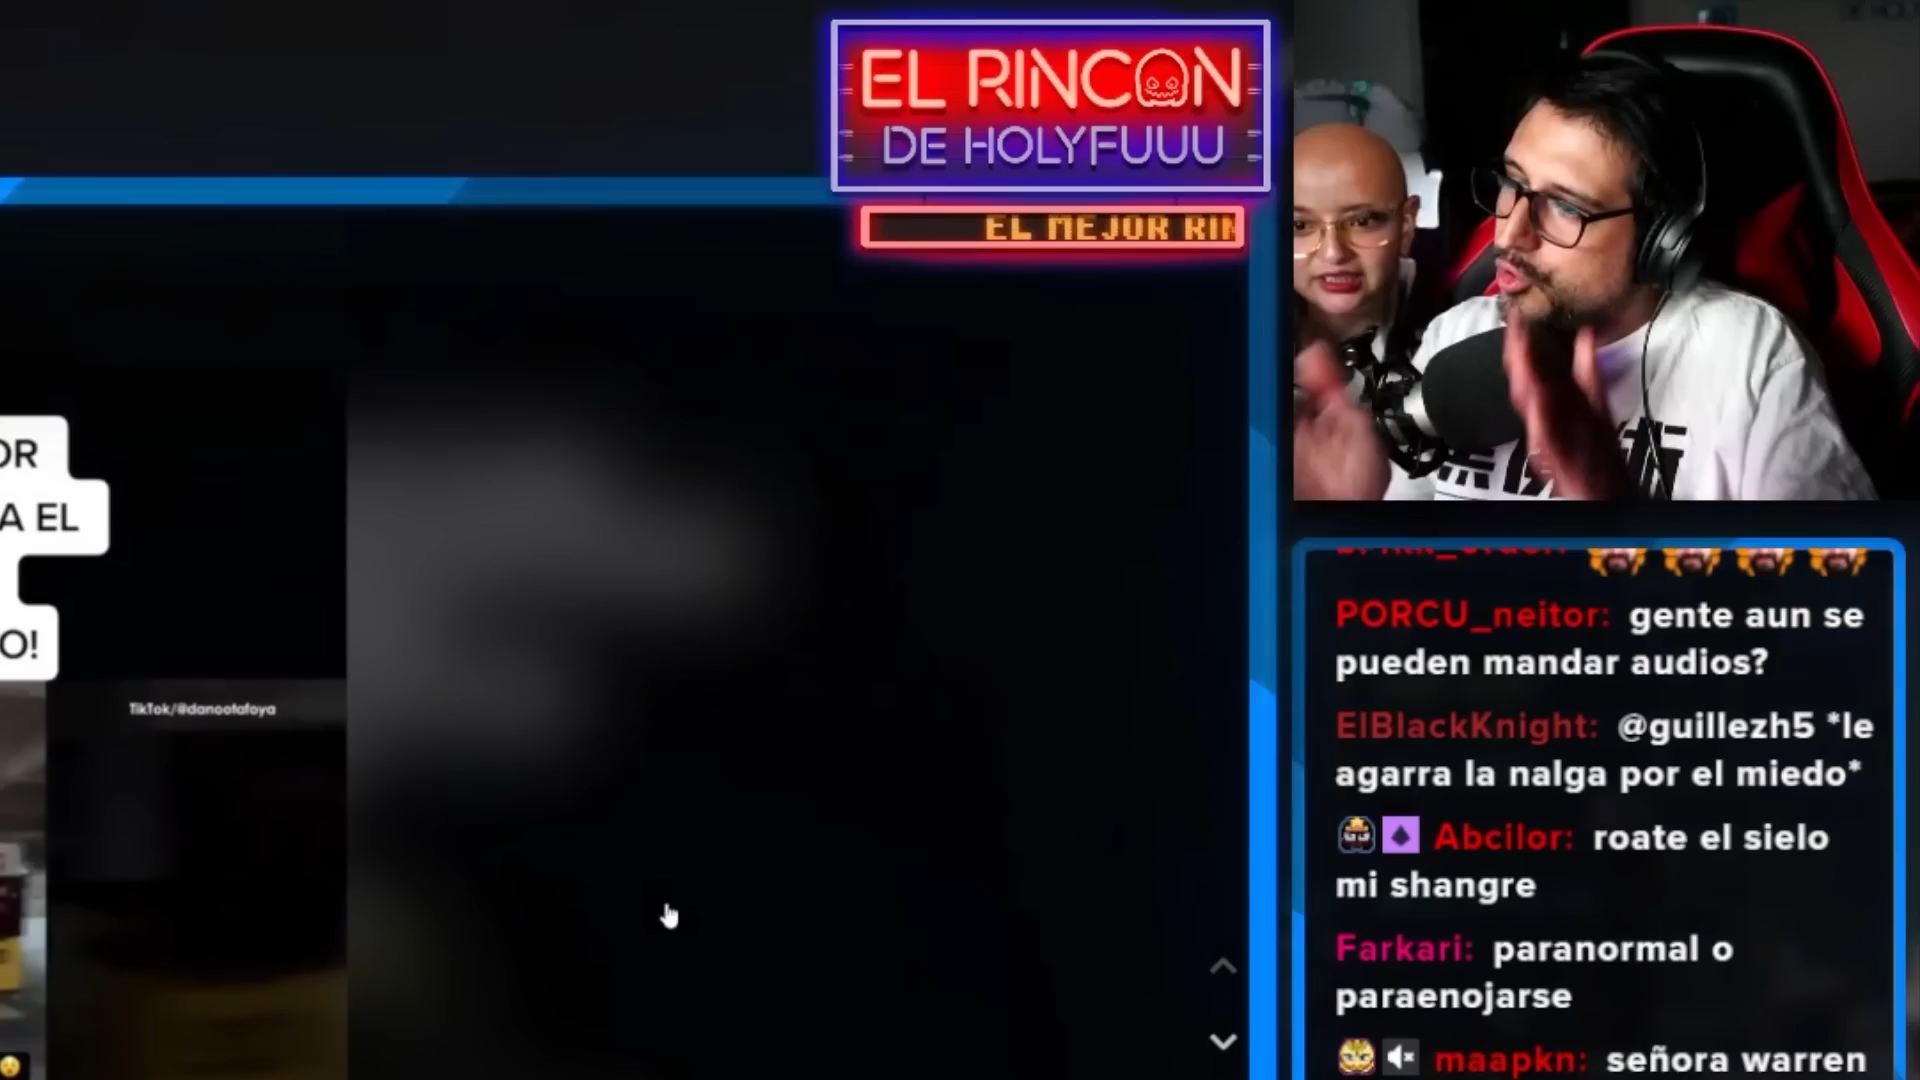 EL RINCON
DE HOLYFUUU
EL MEJOR RIN
OR
A EL
O!
TikTok/@danootafoya
PORCU_neitor: gente aun se
pueden mandar audios?
ElBlackKnight: @guillezh5 *le
agarra la nalga por el miedo*
Abcilor: roate el sielo
mi shangre
Farkari: paranormal o
paraenojarse
maapkn: señora warren